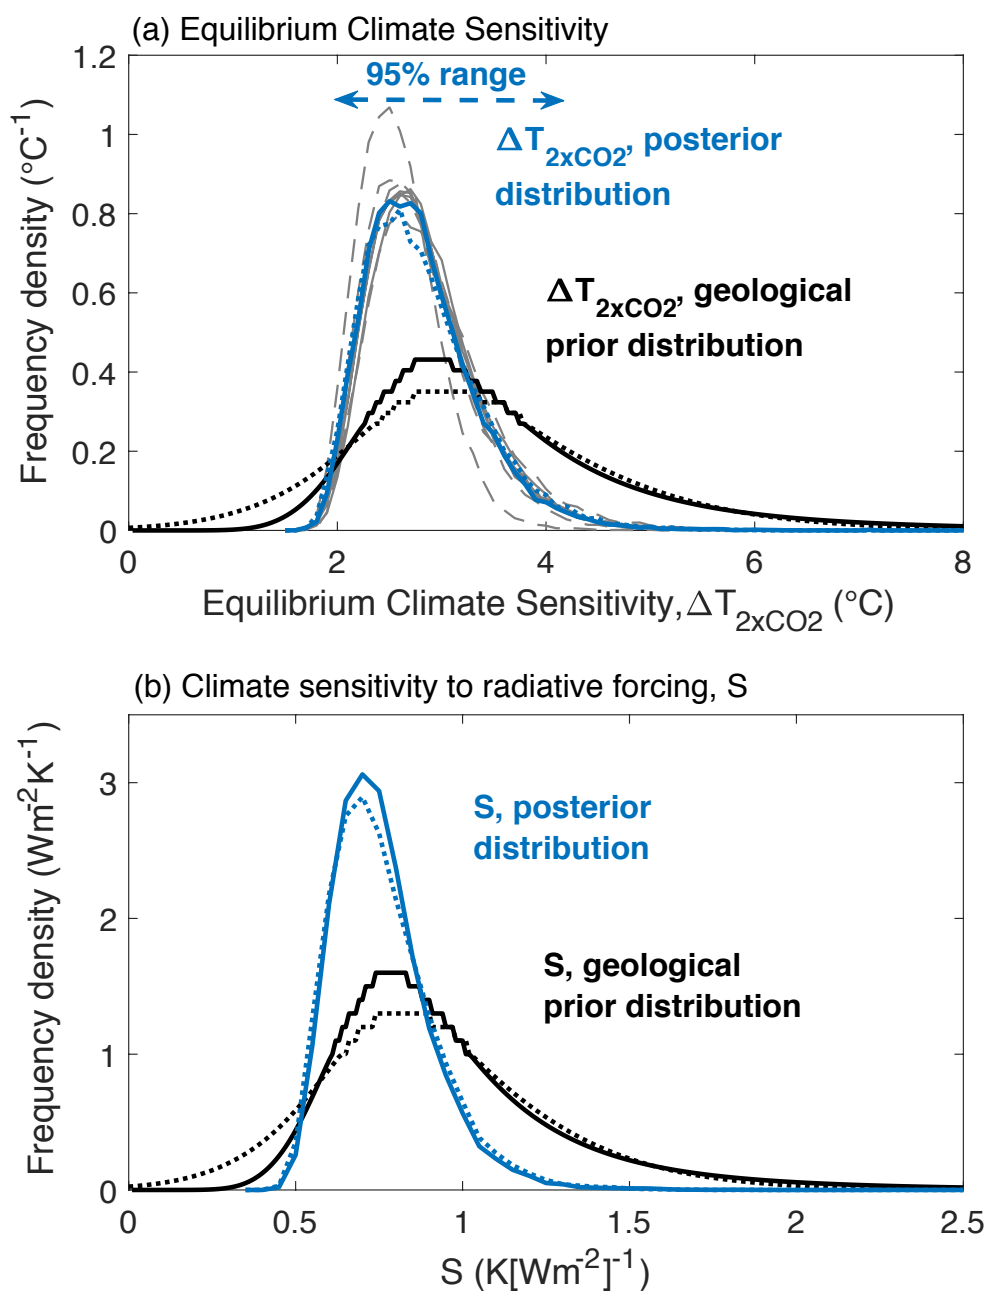 (a) Equilibrium Climate Sensitivity
1.2
1
0.8
0.6
0.4
0.2
0
Frequency density (°C⁻¹)
95% range
ΔT₂ₓCO₂, posterior
distribution
ΔT₂ₓCO₂, geological
prior distribution
0 2 4 6 8
Equilibrium Climate Sensitivity, ΔT₂ₓCO₂ (°C)
(b) Climate sensitivity to radiative forcing, S
3
2
1
0
Frequency density (Wm⁻²K⁻¹)
S, posterior
distribution
S, geological
prior distribution
0 0.5 1 1.5 2 2.5
S (K[Wm⁻²]⁻¹)